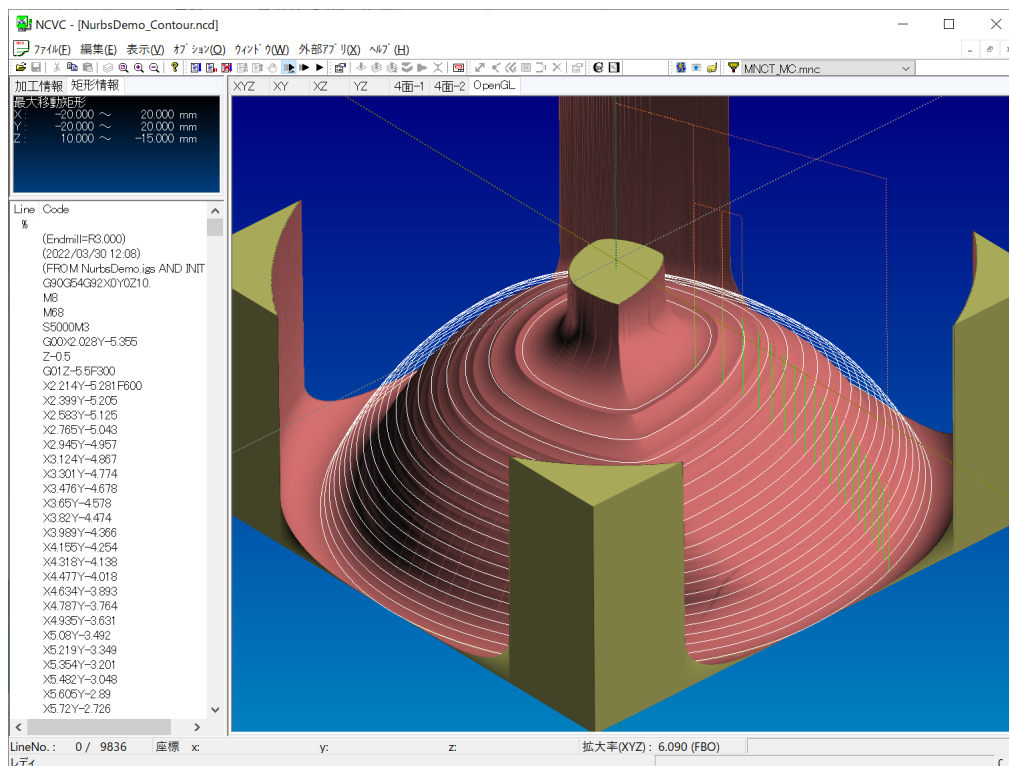 NCVC - [NurbsDemo_Contour.ncd]
ファイル(F) 編集(E) 表示(V) オプション(O) ウィンドウ(W) 外部アプリ(X) ヘルプ(H)
MNCT_MC.mnc
加工情報 矩形情報 XYZ XY XZ YZ 4面-1 4面-2 OpenGL
最大移動矩形
X : -20.000 ～ 20.000 mm
Y : -20.000 ～ 20.000 mm
Z : 10.000 ～ -15.000 mm
Line Code
%
(Endmill=R3.000)
(2022/03/30 12:08)
(FROM NurbsDemo.igs AND INIT
G90G54G92X0Y0Z10.
M8
M68
S5000M3
G00X2.028Y-5.355
Z-0.5
G01Z-5.5F300
X2.214Y-5.281F600
X2.399Y-5.205
X2.583Y-5.125
X2.765Y-5.043
X2.945Y-4.957
X3.124Y-4.867
X3.301Y-4.774
X3.476Y-4.678
X3.65Y-4.578
X3.82Y-4.474
X3.989Y-4.366
X4.155Y-4.254
X4.318Y-4.138
X4.477Y-4.018
X4.634Y-3.893
X4.787Y-3.764
X4.935Y-3.631
X5.08Y-3.492
X5.219Y-3.349
X5.354Y-3.201
X5.482Y-3.048
X5.605Y-2.89
X5.72Y-2.726
LineNo. : 0 / 9836 座標 x: y: z: 拡大率(XYZ) : 6.090 (FBO)
レディ